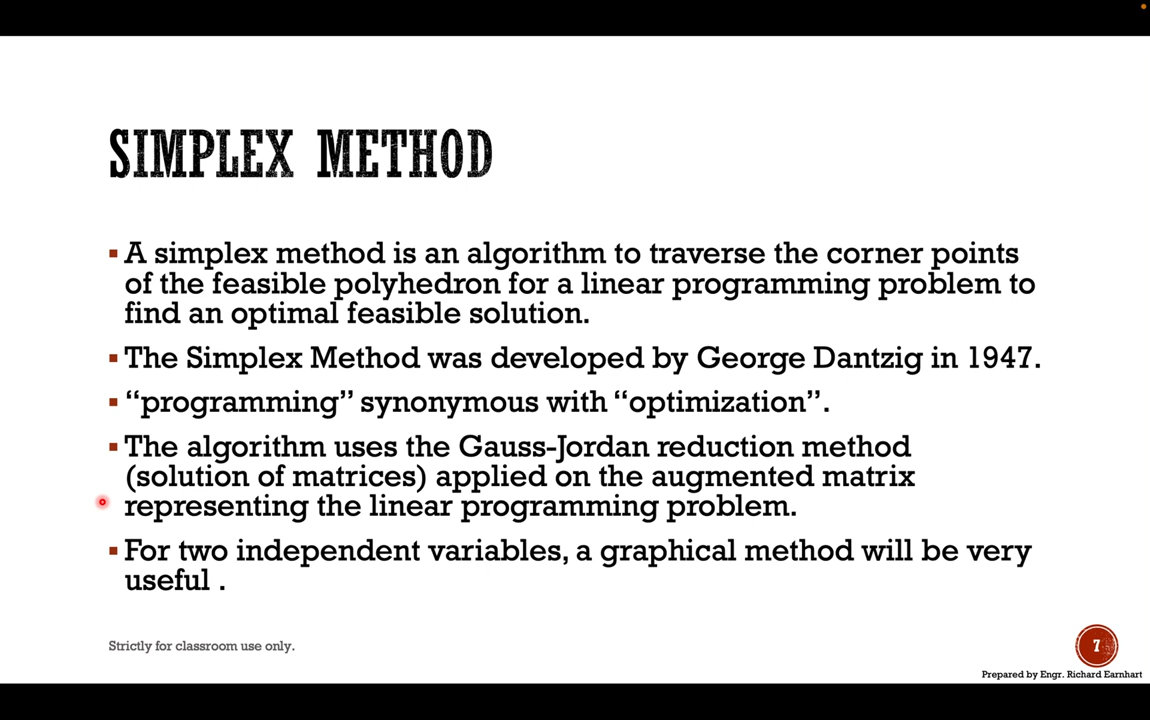 SIMPLEX METHOD
▪ A simplex method is an algorithm to traverse the corner points
of the feasible polyhedron for a linear programming problem to
find an optimal feasible solution.
▪ The Simplex Method was developed by George Dantzig in 1947.
▪ “programming” synonymous with “optimization”.
▪ The algorithm uses the Gauss-Jordan reduction method
(solution of matrices) applied on the augmented matrix
representing the linear programming problem.
▪ For two independent variables, a graphical method will be very
useful .
Strictly for classroom use only.
7
Prepared by Engr. Richard Earnhart